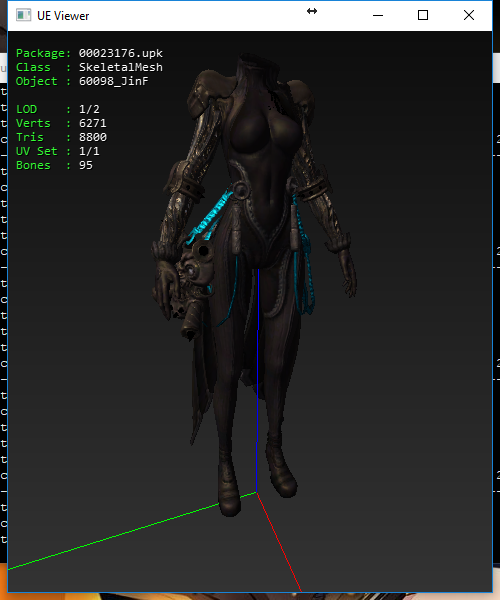 UE Viewer
Package: 00023176.upk
Class  : SkeletalMesh
Object : 60098_JinF
LOD    : 1/2
Verts  : 6271
Tris   : 8800
UV Set : 1/1
Bones  : 95